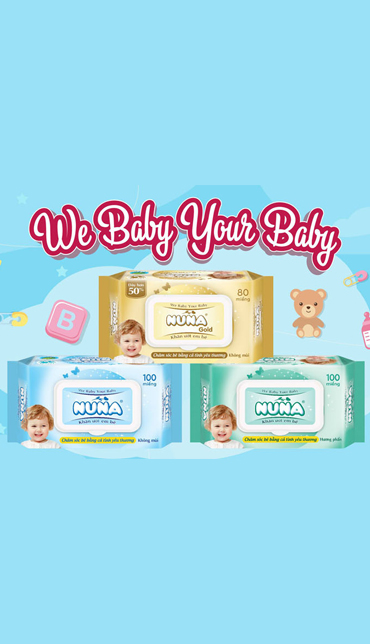 We Baby Your Baby
50%
We Baby Your Baby
NUNA
Gold
Khăn ướt em bé
80
miếng
Chăm sóc bé bằng cả tình yêu thương
Không mùi
B
We Baby Your Baby
NUNA
Khăn ướt em bé
100
miếng
Chăm sóc bé bằng cả tình yêu thương
Không mùi
We Baby Your Baby
NUNA
Khăn ướt em bé
100
miếng
Chăm sóc bé bằng cả tình yêu thương
Hương phấn